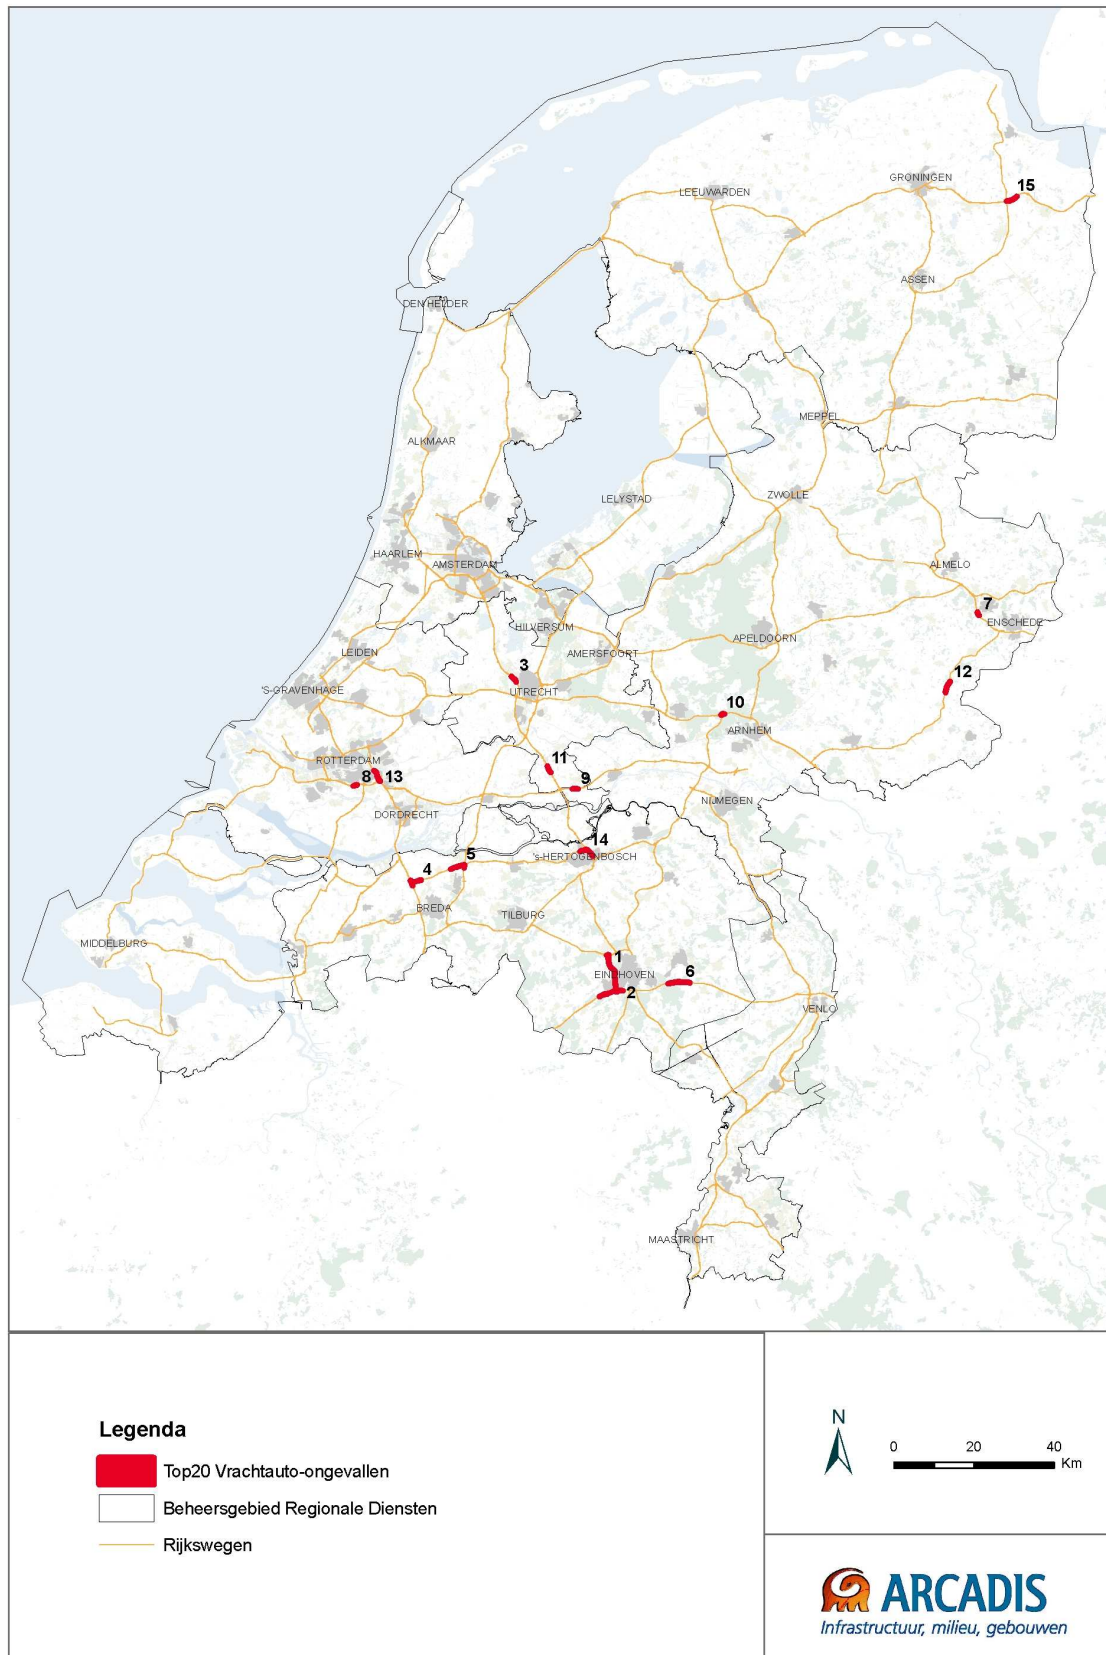 GRONINGEN
15
LEEUWARDEN
ASSEN
DEN HELDER
MEPPEL
ALKMAAR
ZWOLLE
LELYSTAD
HAARLEM
AMSTERDAM
ALMELO
7
ENSCHEDE
HILVERSUM
APELDOORN
LEIDEN
AMERSFOORT
3
12
'S-GRAVENHAGE
UTRECHT
10
ARNHEM
ROTTERDAM
11
8
13
9
NIJMEGEN
DORDRECHT
14
's-HERTOGENBOSCH
5
4
BREDA
TILBURG
MIDDELBURG
1
EINDHOVEN
6
2
VENLO
MAASTRICHT
Legenda
Top20 Vrachtauto-ongevallen
Beheersgebied Regionale Diensten
Rijkswegen
N
0 20 40
Km
ARCADIS
Infrastructuur, milieu, gebouwen